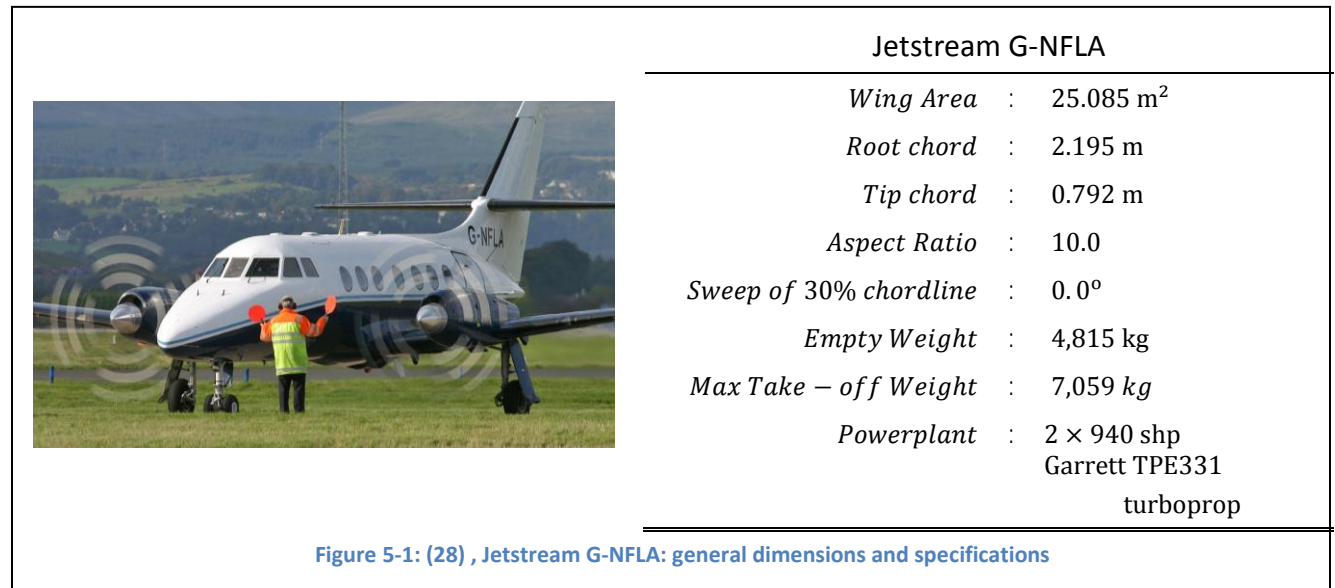 Jetstream G-NFLA
Wing Area : 25.085 m²
Root chord : 2.195 m
Tip chord : 0.792 m
Aspect Ratio : 10.0
Sweep of 30% chordline : 0.0º
Empty Weight : 4,815 kg
Max Take − off Weight : 7,059 kg
Powerplant : 2 × 940 shp
Garrett TPE331
turboprop
G-NFLA
Figure 5-1: (28) , Jetstream G-NFLA: general dimensions and specifications